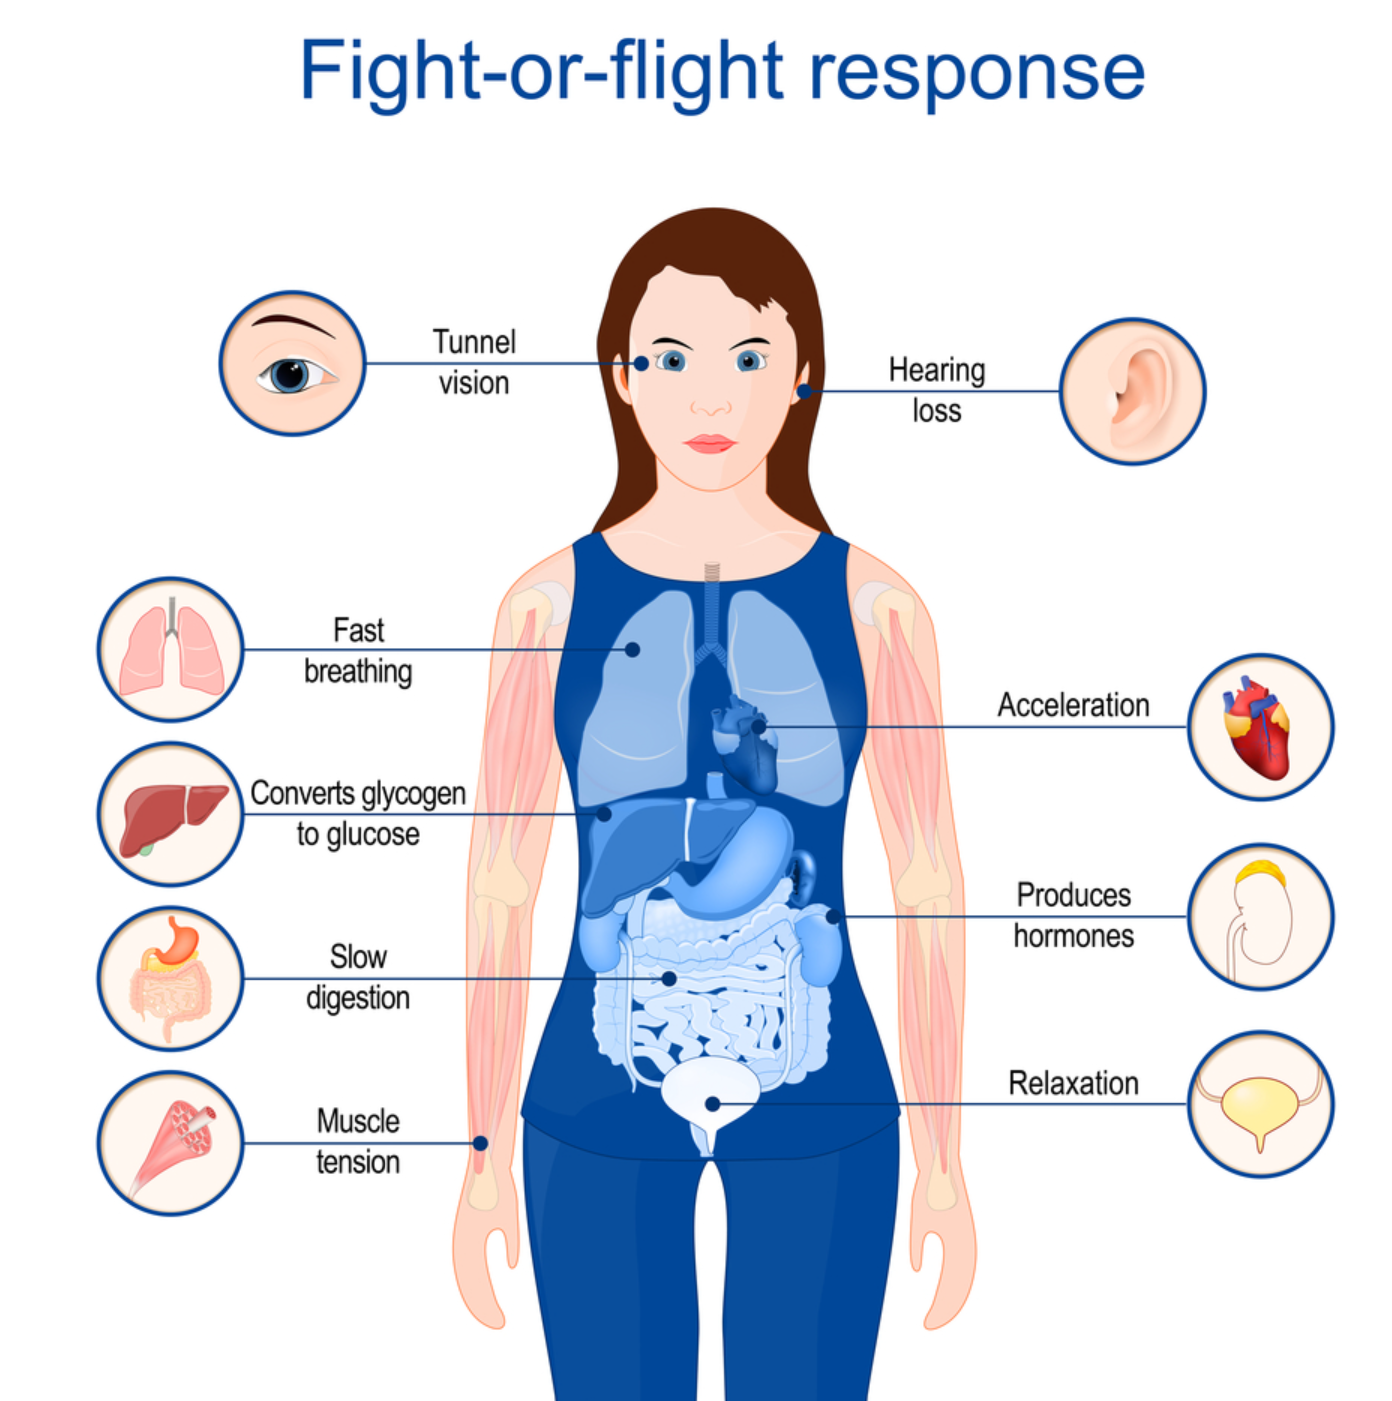 Fight-or-flight response
Tunnel
vision
Hearing
loss
Fast
breathing
Acceleration
Converts glycogen
to glucose
Produces
hormones
Slow
digestion
Relaxation
Muscle
tension